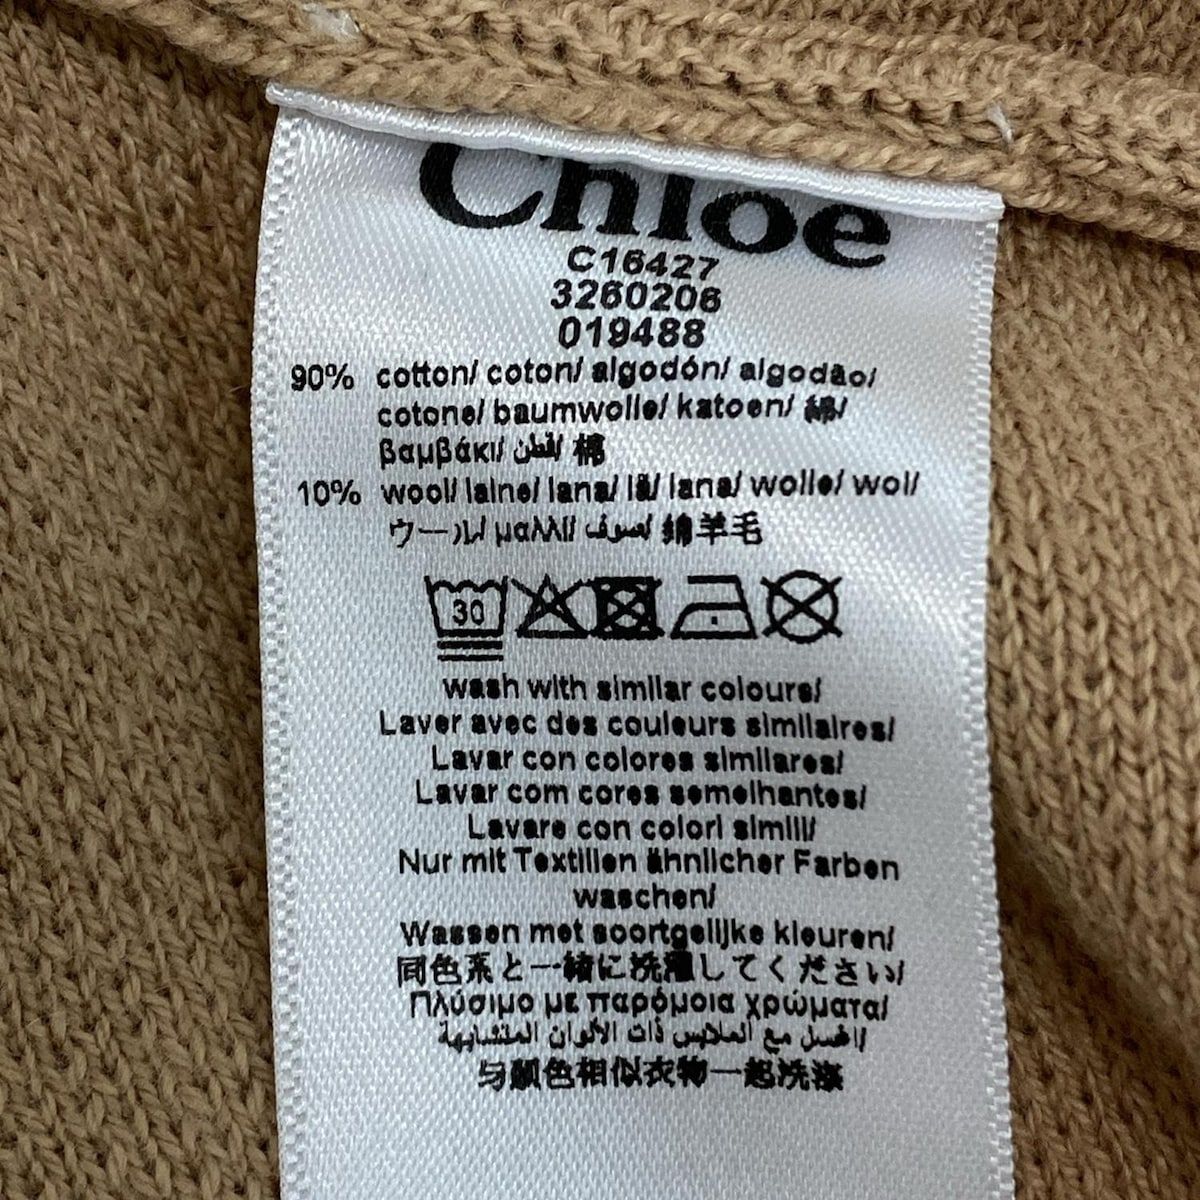 Chloe
C16427
3260206
019488
90% cotton/ coton/ algodón/ algodão/
cotone/ baumwolle/ katoen/ 綿/
βαμβάκι/ قطن/ 棉
10% wool/ laine/ lana/ lã/ lana/ wolle/ wol/
ウール/ μαλλί/ صوف/ 绵羊毛
30
wash with similar colours/
Laver avec des couleurs similaires/
Lavar con colores similares/
Lavar com cores semelhantes/
Lavare con colori simili/
Nur mit Textilien ähnlicher Farben
waschen/
Wassen met soortgelijke kleuren/
同色系と一緒に洗濯してください/
Πλύσιμο με παρόμοια χρώματα/
اغسل مع الملابس ذات الألوان المتشابهة/
与颜色相似衣物一起洗涤